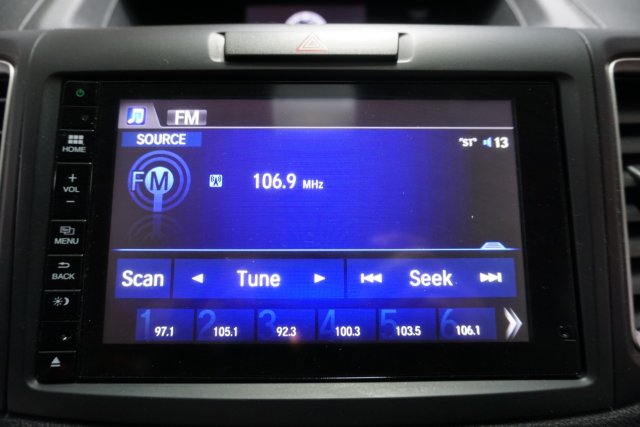 FM
SOURCE
"ST" 13
HOME
FM
106.9 MHz
+
VOL
−
MENU
BACK
Scan Tune Seek
1 97.1 2 105.1 3 92.3 4 100.3 5 103.5 6 106.1